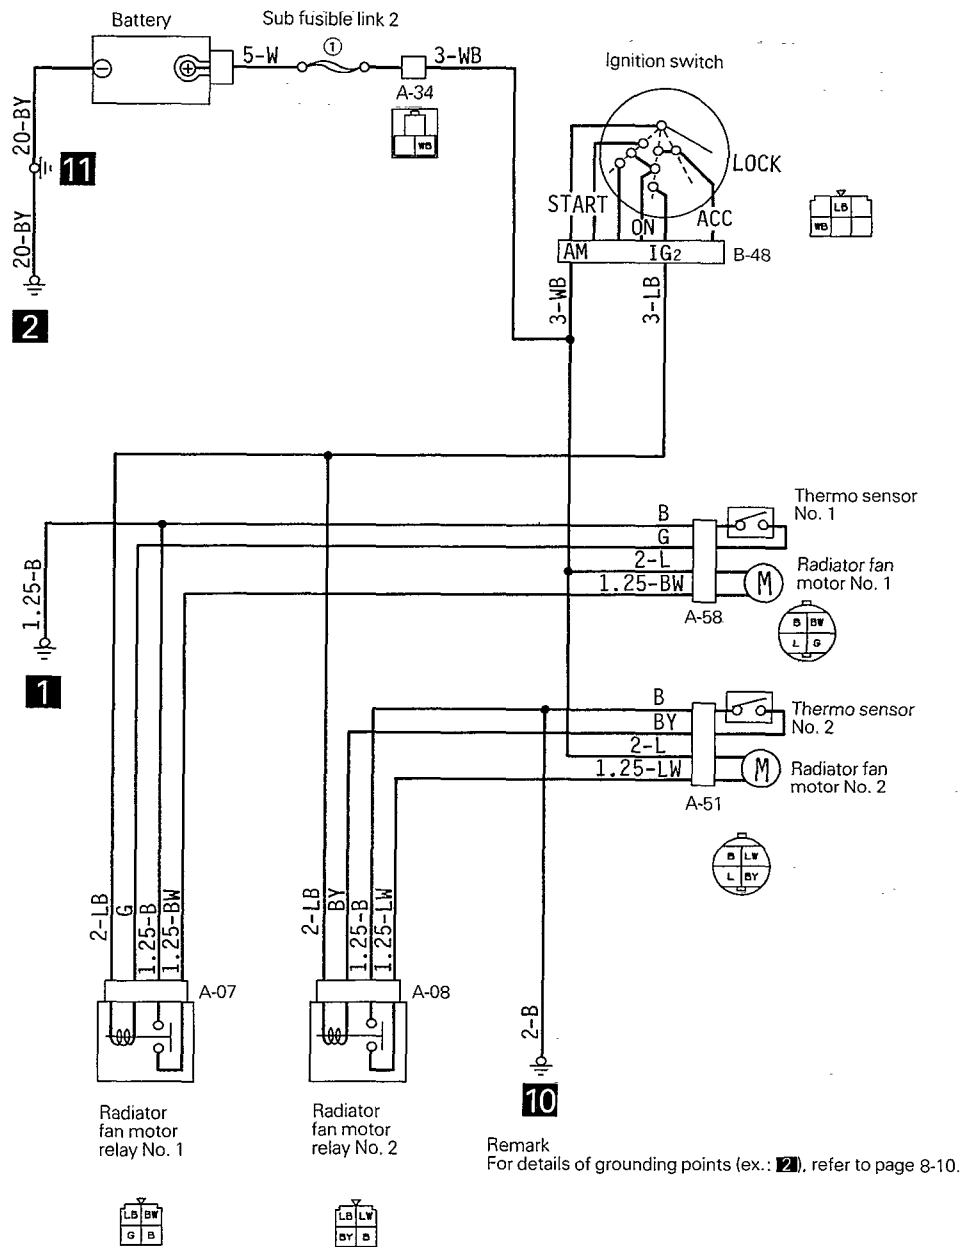 Battery
Sub fusible link 2
1
5-W
3-WB
A-34
WB
20-BY
11
20-BY
2
Ignition switch
LOCK
START
ON
ACC
AM
IG2
B-48
LB
WB
3-WB
3-LB
Thermo sensor
No. 1
B
G
2-L
1.25-BW
Radiator fan
motor No. 1
A-58
B BW
L G
1.25-B
1
Thermo sensor
No. 2
B
BY
2-L
1.25-LW
Radiator fan
motor No. 2
A-51
B LW
L BY
M
M
2-LB
G
1.25-B
1.25-BW
A-07
2-LB
BY
1.25-B
1.25-LW
A-08
2-B
10
Radiator
fan motor
relay No. 1
Radiator
fan motor
relay No. 2
Remark
For details of grounding points (ex.: 2), refer to page 8-10.
LB BW
G B
LB LW
BY B